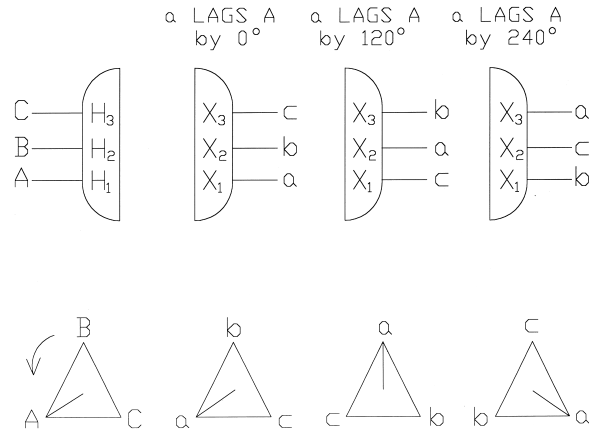 a LAGS A by 0°
a LAGS A by 120°
a LAGS A by 240°
C H3 X3 c X3 b X3 a
B H2 X2 b X2 a X2 c
A H1 X1 a X1 c X1 b
B b a c
A C a c c b b a